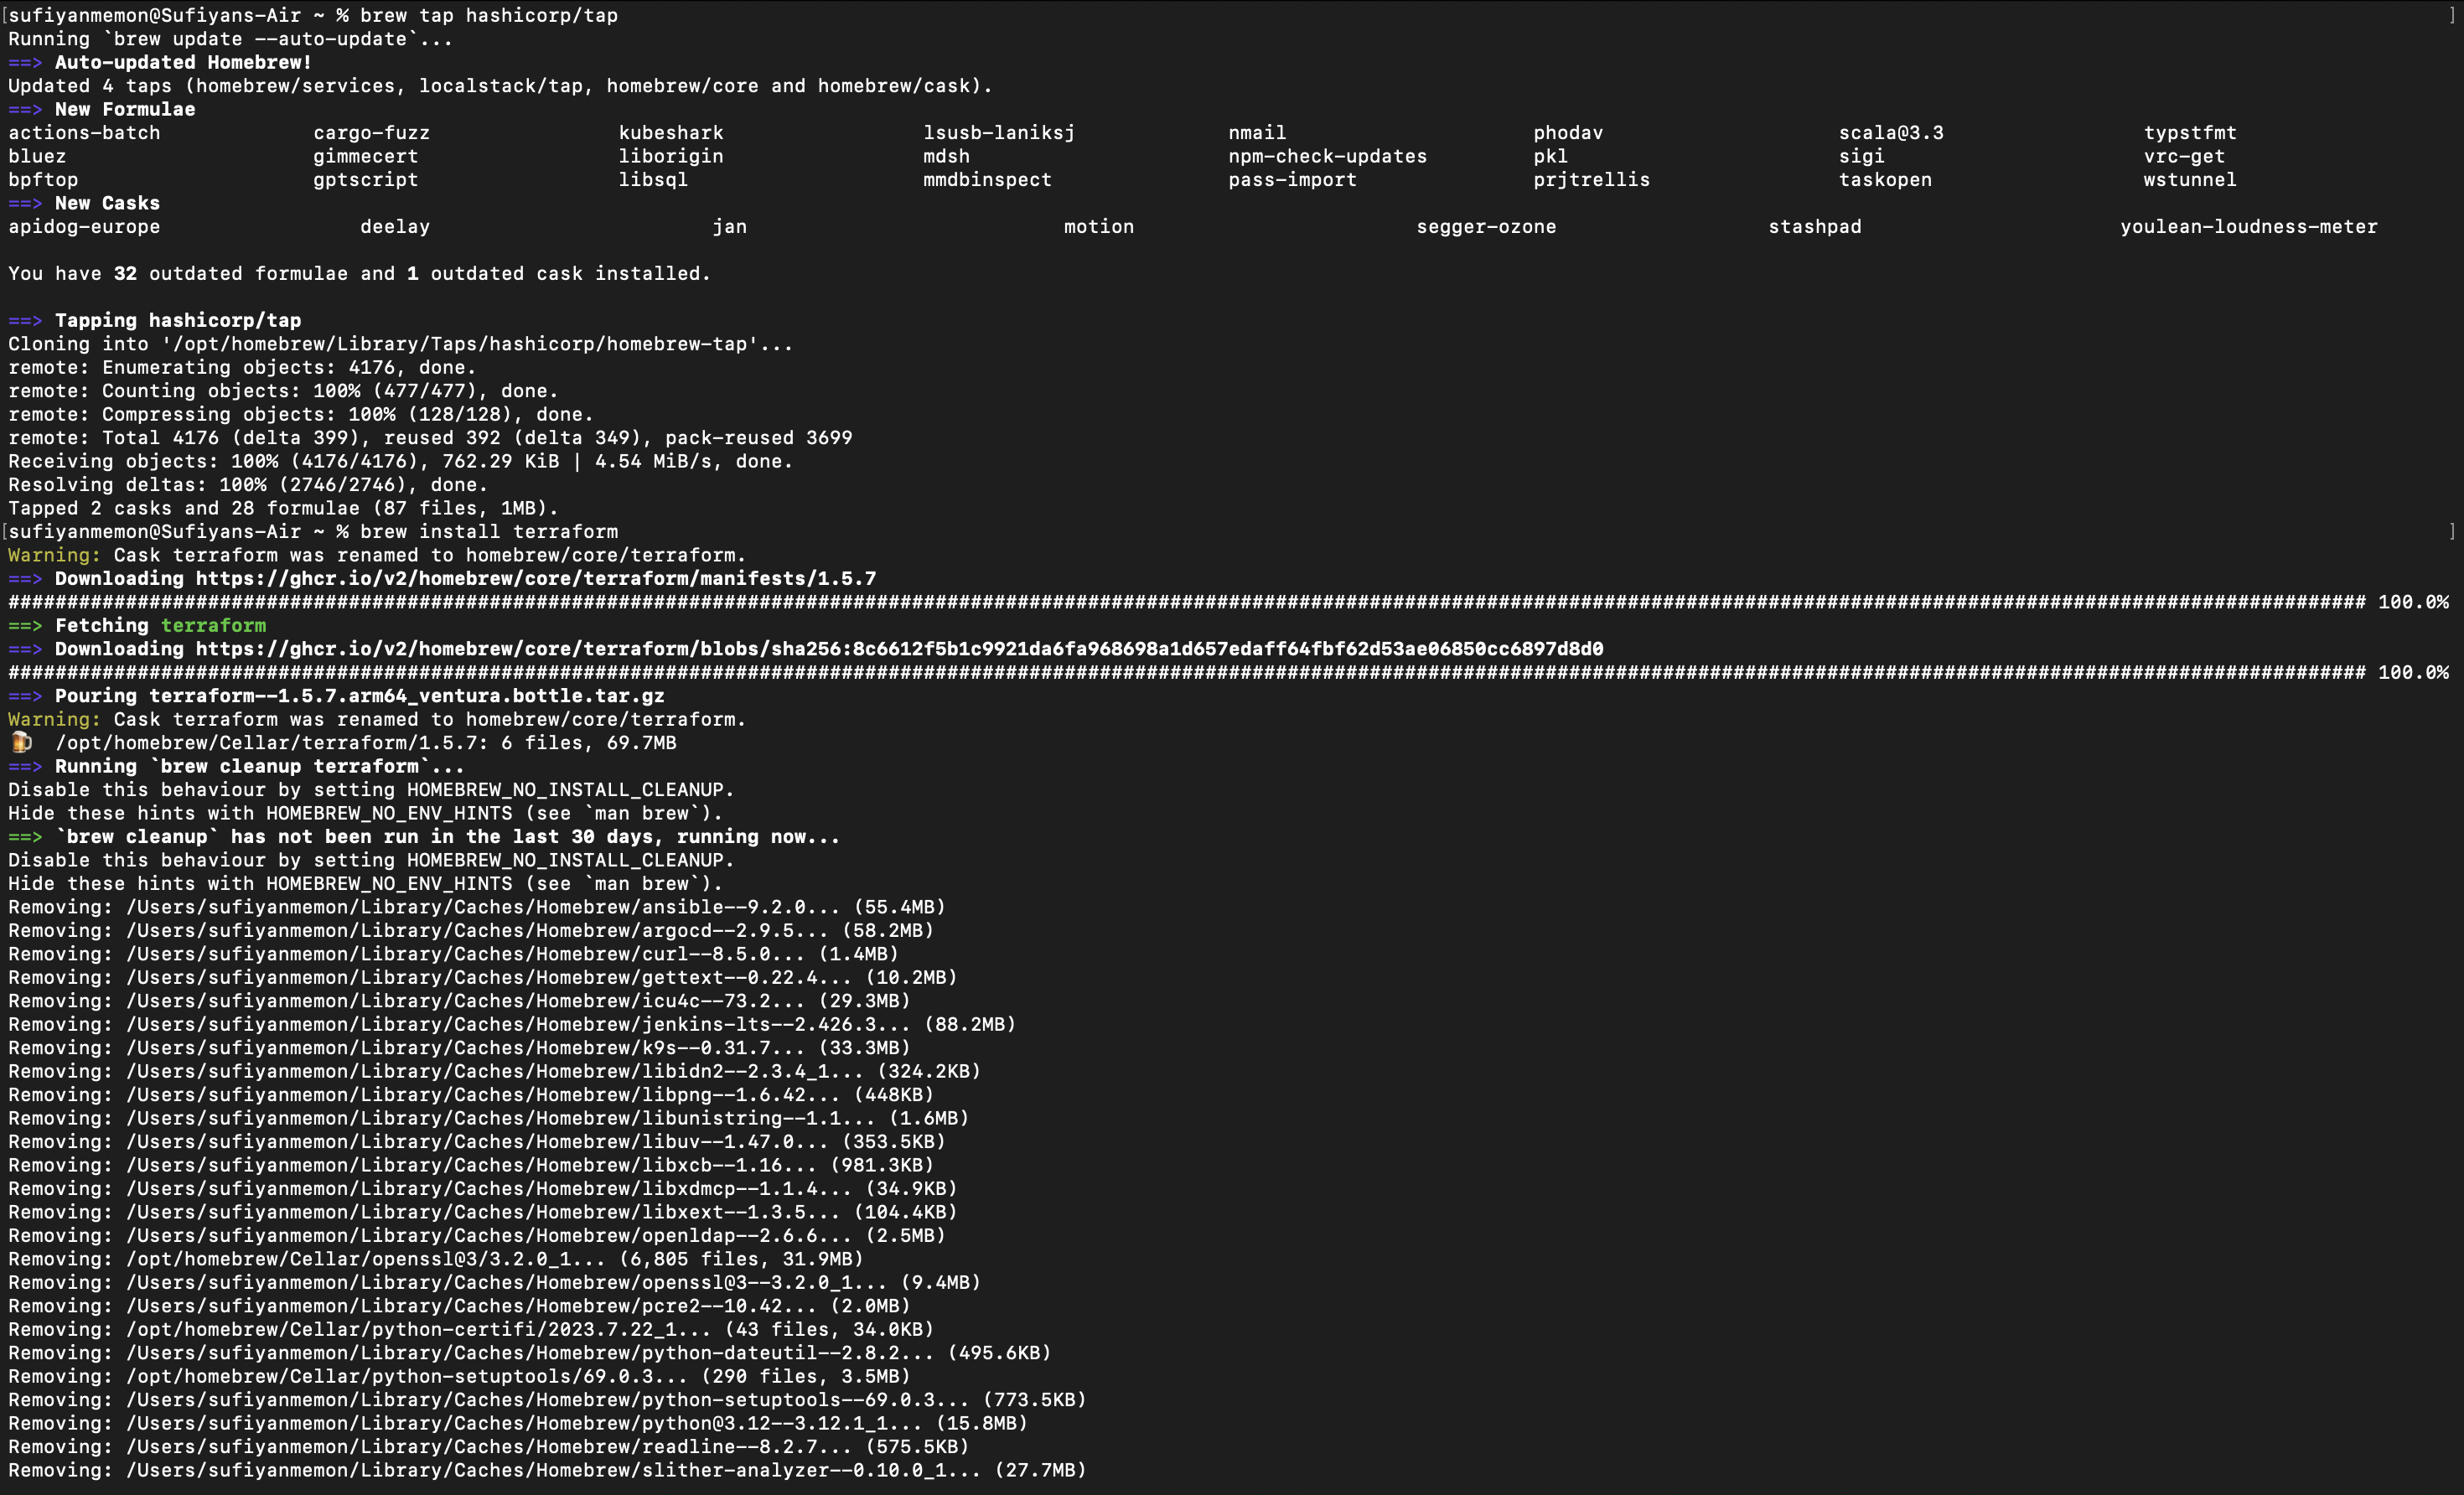 [sufiyanmemon@Sufiyans-Air ~ % brew tap hashicorp/tap ]
Running `brew update --auto-update`...
==> Auto-updated Homebrew!
Updated 4 taps (homebrew/services, localstack/tap, homebrew/core and homebrew/cask).
==> New Formulae
actions-batch cargo-fuzz kubeshark lsusb-laniksj nmail phodav scala@3.3 typstfmt
bluez gimmecert liborigin mdsh npm-check-updates pkl sigi vrc-get
bpftop gptscript libsql mmdbinspect pass-import prjtrellis taskopen wstunnel
==> New Casks
apidog-europe deelay jan motion segger-ozone stashpad youlean-loudness-meter
You have 32 outdated formulae and 1 outdated cask installed.
==> Tapping hashicorp/tap
Cloning into '/opt/homebrew/Library/Taps/hashicorp/homebrew-tap'...
remote: Enumerating objects: 4176, done.
remote: Counting objects: 100% (477/477), done.
remote: Compressing objects: 100% (128/128), done.
remote: Total 4176 (delta 399), reused 392 (delta 349), pack-reused 3699
Receiving objects: 100% (4176/4176), 762.29 KiB | 4.54 MiB/s, done.
Resolving deltas: 100% (2746/2746), done.
Tapped 2 casks and 28 formulae (87 files, 1MB).
[sufiyanmemon@Sufiyans-Air ~ % brew install terraform ]
Warning: Cask terraform was renamed to homebrew/core/terraform.
==> Downloading https://ghcr.io/v2/homebrew/core/terraform/manifests/1.5.7
######################################################################## 100.0%
==> Fetching terraform
==> Downloading https://ghcr.io/v2/homebrew/core/terraform/blobs/sha256:8c6612f5b1c9921da6fa968698a1d657edaff64fbf62d53ae06850cc6897d8d0
######################################################################## 100.0%
==> Pouring terraform--1.5.7.arm64_ventura.bottle.tar.gz
Warning: Cask terraform was renamed to homebrew/core/terraform.
🍺 /opt/homebrew/Cellar/terraform/1.5.7: 6 files, 69.7MB
==> Running `brew cleanup terraform`...
Disable this behaviour by setting HOMEBREW_NO_INSTALL_CLEANUP.
Hide these hints with HOMEBREW_NO_ENV_HINTS (see `man brew`).
==> `brew cleanup` has not been run in the last 30 days, running now...
Disable this behaviour by setting HOMEBREW_NO_INSTALL_CLEANUP.
Hide these hints with HOMEBREW_NO_ENV_HINTS (see `man brew`).
Removing: /Users/sufiyanmemon/Library/Caches/Homebrew/ansible--9.2.0... (55.4MB)
Removing: /Users/sufiyanmemon/Library/Caches/Homebrew/argocd--2.9.5... (58.2MB)
Removing: /Users/sufiyanmemon/Library/Caches/Homebrew/curl--8.5.0... (1.4MB)
Removing: /Users/sufiyanmemon/Library/Caches/Homebrew/gettext--0.22.4... (10.2MB)
Removing: /Users/sufiyanmemon/Library/Caches/Homebrew/icu4c--73.2... (29.3MB)
Removing: /Users/sufiyanmemon/Library/Caches/Homebrew/jenkins-lts--2.426.3... (88.2MB)
Removing: /Users/sufiyanmemon/Library/Caches/Homebrew/k9s--0.31.7... (33.3MB)
Removing: /Users/sufiyanmemon/Library/Caches/Homebrew/libidn2--2.3.4_1... (324.2KB)
Removing: /Users/sufiyanmemon/Library/Caches/Homebrew/libpng--1.6.42... (448KB)
Removing: /Users/sufiyanmemon/Library/Caches/Homebrew/libunistring--1.1... (1.6MB)
Removing: /Users/sufiyanmemon/Library/Caches/Homebrew/libuv--1.47.0... (353.5KB)
Removing: /Users/sufiyanmemon/Library/Caches/Homebrew/libxcb--1.16... (981.3KB)
Removing: /Users/sufiyanmemon/Library/Caches/Homebrew/libxdmcp--1.1.4... (34.9KB)
Removing: /Users/sufiyanmemon/Library/Caches/Homebrew/libxext--1.3.5... (104.4KB)
Removing: /Users/sufiyanmemon/Library/Caches/Homebrew/openldap--2.6.6... (2.5MB)
Removing: /opt/homebrew/Cellar/openssl@3/3.2.0_1... (6,805 files, 31.9MB)
Removing: /Users/sufiyanmemon/Library/Caches/Homebrew/openssl@3--3.2.0_1... (9.4MB)
Removing: /Users/sufiyanmemon/Library/Caches/Homebrew/pcre2--10.42... (2.0MB)
Removing: /opt/homebrew/Cellar/python-certifi/2023.7.22_1... (43 files, 34.0KB)
Removing: /Users/sufiyanmemon/Library/Caches/Homebrew/python-dateutil--2.8.2... (495.6KB)
Removing: /opt/homebrew/Cellar/python-setuptools/69.0.3... (290 files, 3.5MB)
Removing: /Users/sufiyanmemon/Library/Caches/Homebrew/python-setuptools--69.0.3... (773.5KB)
Removing: /Users/sufiyanmemon/Library/Caches/Homebrew/python@3.12--3.12.1_1... (15.8MB)
Removing: /Users/sufiyanmemon/Library/Caches/Homebrew/readline--8.2.7... (575.5KB)
Removing: /Users/sufiyanmemon/Library/Caches/Homebrew/slither-analyzer--0.10.0_1... (27.7MB)